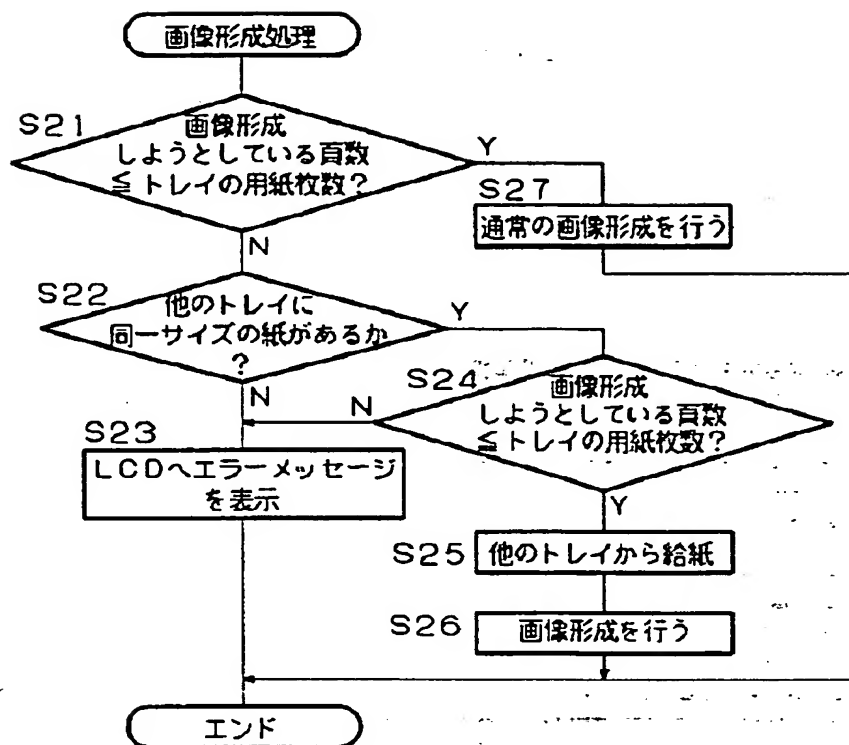 画像形成処理
S21
画像形成
しようとしている頁数
≦トレイの用紙枚数?
Y
S27
通常の画像形成を行う
N
S22
他のトレイに
同一サイズの紙があるか
?
Y
N
S24
画像形成
しようとしている頁数
≦トレイの用紙枚数?
N
Y
S23
LCDへエラーメッセージ
を表示
S25
他のトレイから給紙
S26
画像形成を行う
エンド